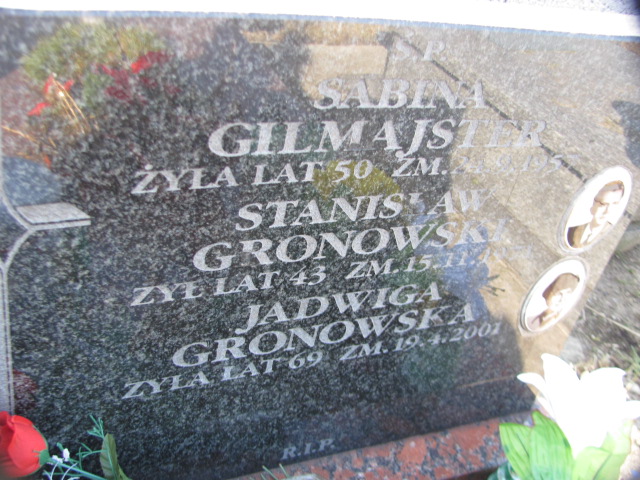 Ś.P.
SABINA
GILMAJSTER
ŻYŁA LAT 50 ZM.
STANISŁAW
GRONOWSKI
ŻYŁ LAT 43 ZM. 15.11.
JADWIGA
GRONOWSKA
ŻYŁA LAT 69 ZM. 19.4.2001
R.I.P.